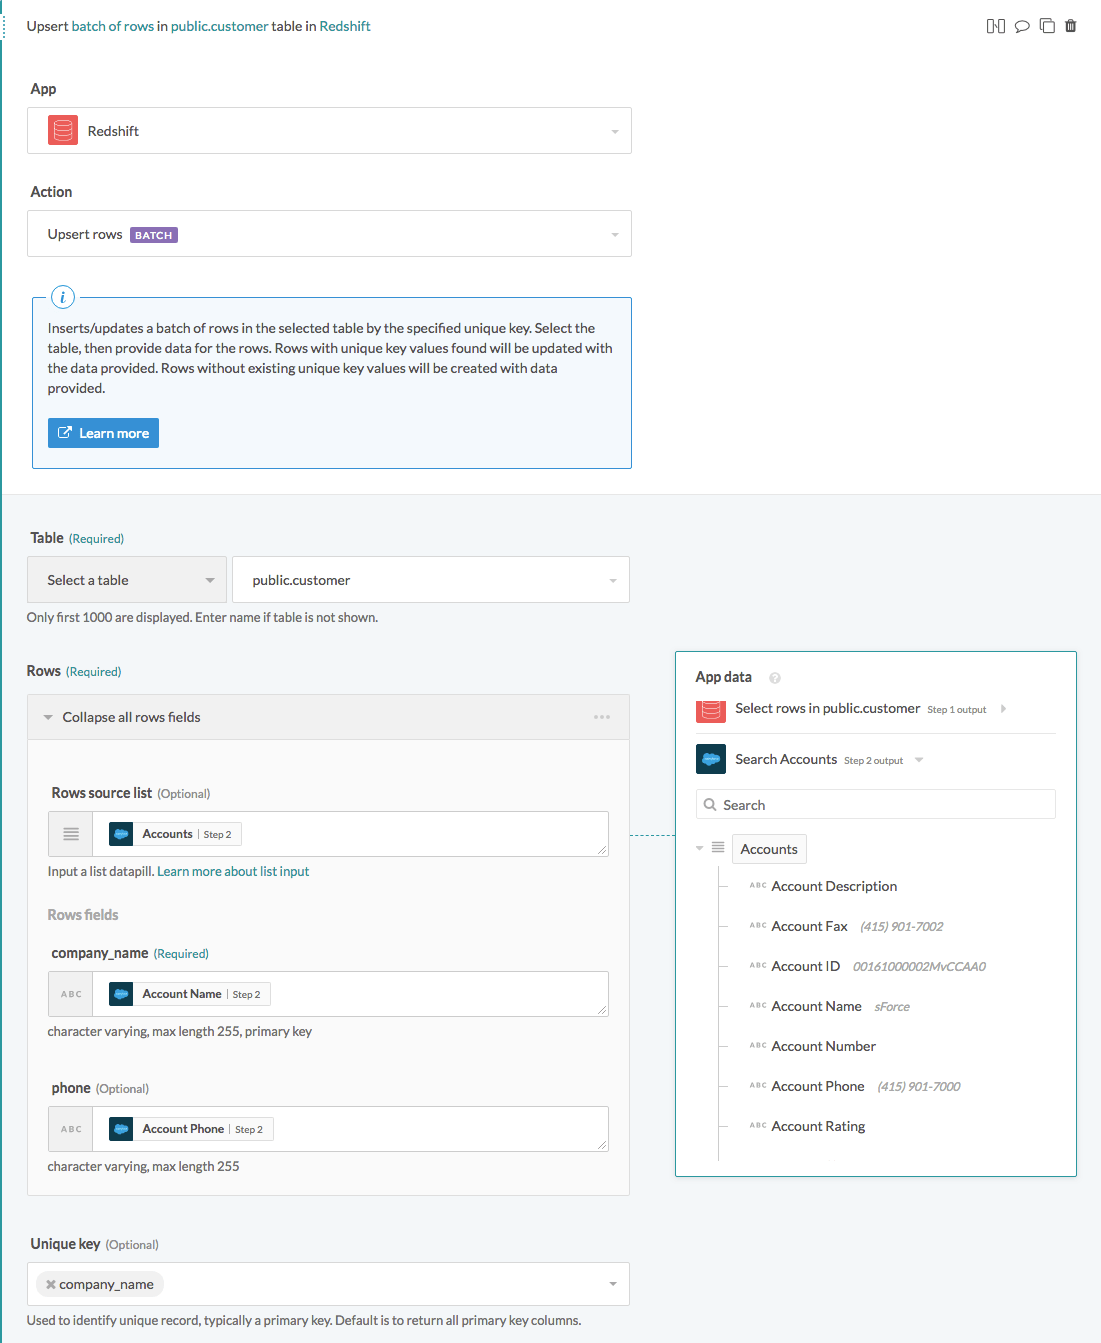 Upsert batch of rows in public.customer table in Redshift
App
Redshift
Action
Upsert rows BATCH
i
Inserts/updates a batch of rows in the selected table by the specified unique key. Select the
table, then provide data for the rows. Rows with unique key values found will be updated with
the data provided. Rows without existing unique key values will be created with data
provided.
Learn more
Table (Required)
Select a table
public.customer
Only first 1000 are displayed. Enter name if table is not shown.
Rows (Required)
Collapse all rows fields
Rows source list (Optional)
Accounts | Step 2
Input a list datapill. Learn more about list input
Rows fields
company_name (Required)
ABC
Account Name | Step 2
character varying, max length 255, primary key
phone (Optional)
ABC
Account Phone | Step 2
character varying, max length 255
App data ?
Select rows in public.customer Step 1 output
Search Accounts Step 2 output
Search
Accounts
ABC Account Description
ABC Account Fax (415) 901-7002
ABC Account ID 00161000002MvCCAA0
ABC Account Name sForce
ABC Account Number
ABC Account Phone (415) 901-7000
ABC Account Rating
Unique key (Optional)
company_name
Used to identify unique record, typically a primary key. Default is to return all primary key columns.